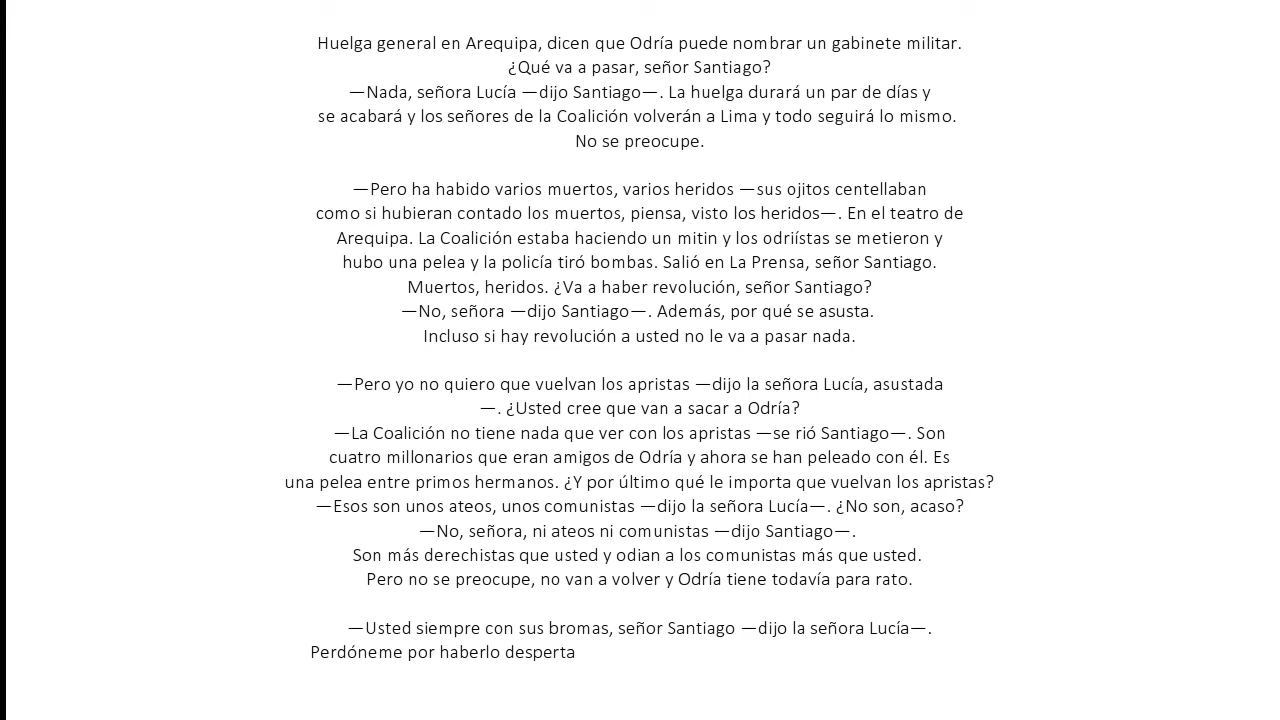 Huelga general en Arequipa, dicen que Odría puede nombrar un gabinete militar.
¿Qué va a pasar, señor Santiago?
—Nada, señora Lucía —dijo Santiago—. La huelga durará un par de días y
se acabará y los señores de la Coalición volverán a Lima y todo seguirá lo mismo.
No se preocupe.
—Pero ha habido varios muertos, varios heridos —sus ojitos centellaban
como si hubieran contado los muertos, piensa, visto los heridos—. En el teatro de
Arequipa. La Coalición estaba haciendo un mitin y los odriístas se metieron y
hubo una pelea y la policía tiró bombas. Salió en La Prensa, señor Santiago.
Muertos, heridos. ¿Va a haber revolución, señor Santiago?
—No, señora —dijo Santiago—. Además, por qué se asusta.
Incluso si hay revolución a usted no le va a pasar nada.
—Pero yo no quiero que vuelvan los apristas —dijo la señora Lucía, asustada
—. ¿Usted cree que van a sacar a Odría?
—La Coalición no tiene nada que ver con los apristas —se rió Santiago—. Son
cuatro millonarios que eran amigos de Odría y ahora se han peleado con él. Es
una pelea entre primos hermanos. ¿Y por último qué le importa que vuelvan los apristas?
—Esos son unos ateos, unos comunistas —dijo la señora Lucía—. ¿No son, acaso?
—No, señora, ni ateos ni comunistas —dijo Santiago—.
Son más derechistas que usted y odian a los comunistas más que usted.
Pero no se preocupe, no van a volver y Odría tiene todavía para rato.
—Usted siempre con sus bromas, señor Santiago —dijo la señora Lucía—.
Perdóneme por haberlo desperta